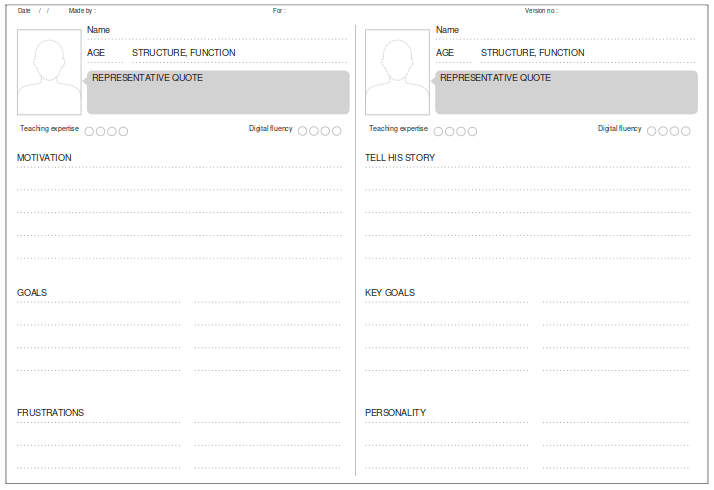 Date / / Made by : For : Version no.:
Name
AGE STRUCTURE, FUNCTION
REPRESENTATIVE QUOTE
Teaching expertise Digital fluency
MOTIVATION
GOALS
FRUSTRATIONS
Name
AGE STRUCTURE, FUNCTION
REPRESENTATIVE QUOTE
Teaching expertise Digital fluency
TELL HIS STORY
KEY GOALS
PERSONALITY